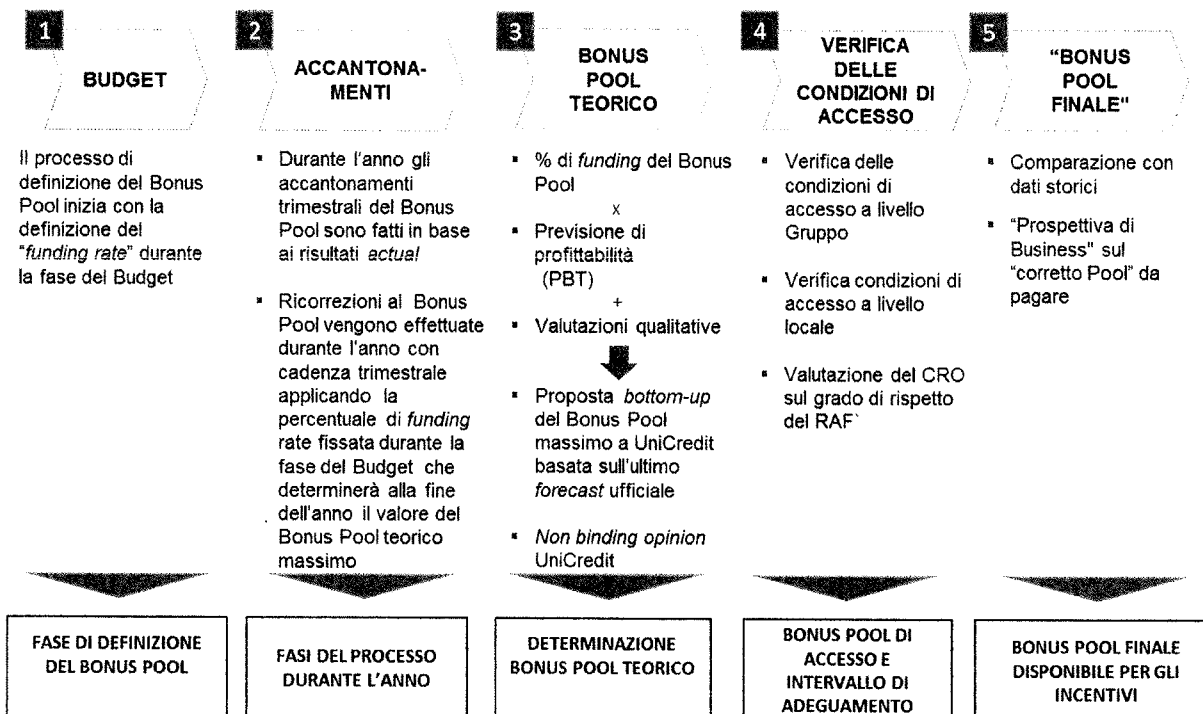 1
BUDGET
Il processo di
definizione del Bonus
Pool inizia con la
definizione del
"funding rate" durante
la fase del Budget
FASE DI DEFINIZIONE
DEL BONUS POOL
2
ACCANTONA-
MENTI
▪ Durante l'anno gli
accantonamenti
trimestrali del Bonus
Pool sono fatti in base
ai risultati actual
▪ Ricorrezioni al Bonus
Pool vengono effettuate
durante l'anno con
cadenza trimestrale
applicando la
percentuale di funding
rate fissata durante la
fase del Budget che
determinerà alla fine
dell'anno il valore del
Bonus Pool teorico
massimo
FASI DEL PROCESSO
DURANTE L'ANNO
3
BONUS
POOL
TEORICO
▪ % di funding del Bonus
Pool
x
▪ Previsione di
profittabilità
(PBT)
+
▪ Valutazioni qualitative
▪ Proposta bottom-up
del Bonus Pool
massimo a UniCredit
basata sull'ultimo
forecast ufficiale
▪ Non binding opinion
UniCredit
DETERMINAZIONE
BONUS POOL TEORICO
4
VERIFICA
DELLE
CONDIZIONI DI
ACCESSO
▪ Verifica delle
condizioni di
accesso a livello
Gruppo
▪ Verifica condizioni di
accesso a livello
locale
▪ Valutazione del CRO
sul grado di rispetto
del RAF`
BONUS POOL DI
ACCESSO E
INTERVALLO DI
ADEGUAMENTO
5
"BONUS
POOL
FINALE"
▪ Comparazione con
dati storici
▪ "Prospettiva di
Business" sul
"corretto Pool" da
pagare
BONUS POOL FINALE
DISPONIBILE PER GLI
INCENTIVI